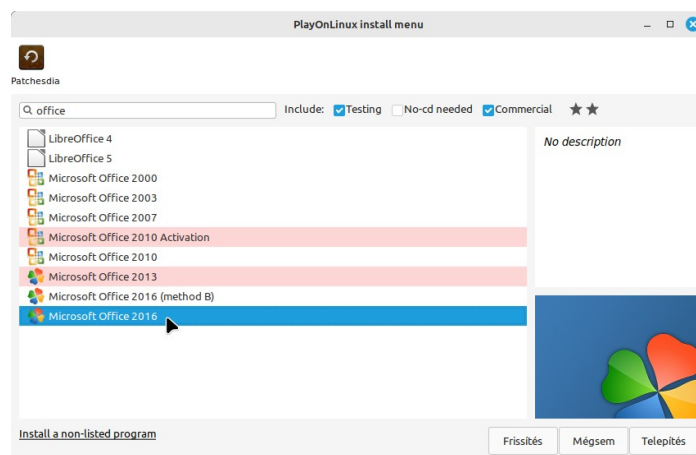 PlayOnLinux install menu
Patchesdia
office
Include: Testing No-cd needed Commercial
LibreOffice 4
LibreOffice 5
Microsoft Office 2000
Microsoft Office 2003
Microsoft Office 2007
Microsoft Office 2010 Activation
Microsoft Office 2010
Microsoft Office 2013
Microsoft Office 2016 (method B)
Microsoft Office 2016
No description
Install a non-listed program
Frissítés Mégsem Telepítés